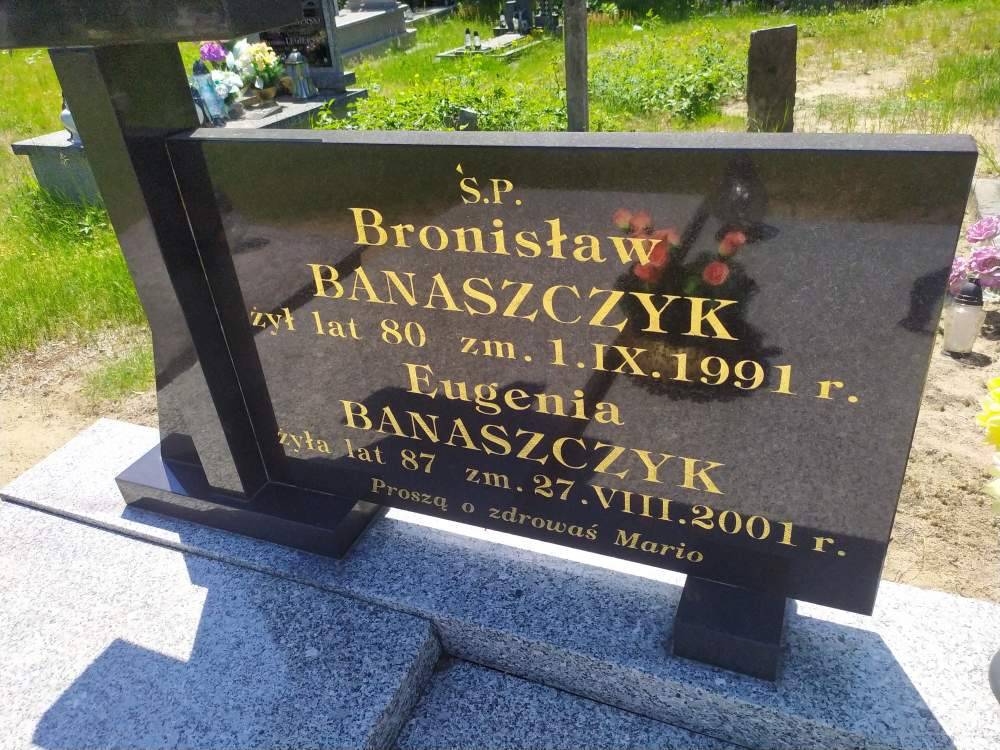 Ś.P.
Bronisław
BANASZCZYK
żył lat 80 zm. 1.IX.1991 r.
Eugenia
BANASZCZYK
żyła lat 87 zm. 27.VIII.2001 r.
Proszą o zdrowaś Mario